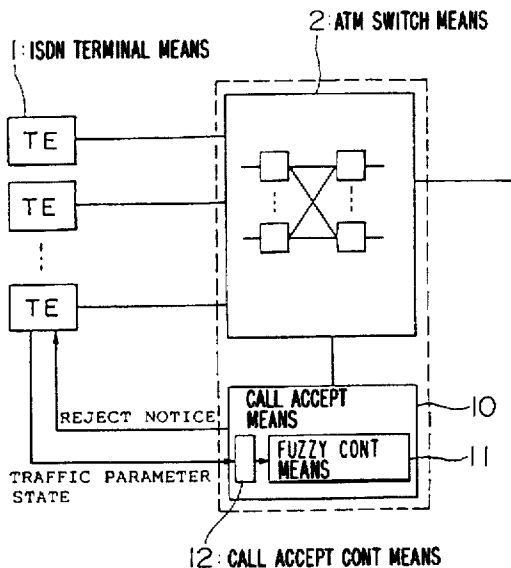 2: ATM SWITCH MEANS
1: ISDN TERMINAL MEANS
TE
TE
TE
CALL ACCEPT
MEANS
10
REJECT NOTICE
FUZZY CONT
MEANS
11
TRAFFIC PARAMETER
STATE
12: CALL ACCEPT CONT MEANS